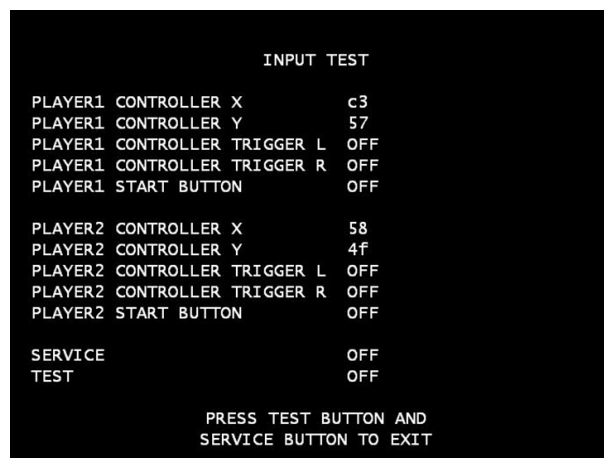 INPUT TEST
PLAYER1 CONTROLLER X c3
PLAYER1 CONTROLLER Y 57
PLAYER1 CONTROLLER TRIGGER L OFF
PLAYER1 CONTROLLER TRIGGER R OFF
PLAYER1 START BUTTON OFF
PLAYER2 CONTROLLER X 58
PLAYER2 CONTROLLER Y 4f
PLAYER2 CONTROLLER TRIGGER L OFF
PLAYER2 CONTROLLER TRIGGER R OFF
PLAYER2 START BUTTON OFF
SERVICE OFF
TEST OFF
PRESS TEST BUTTON AND
SERVICE BUTTON TO EXIT